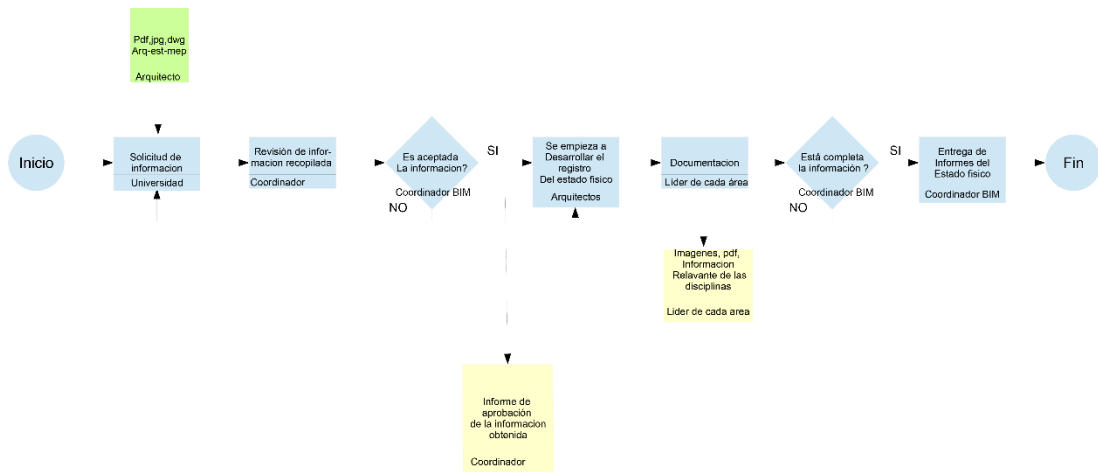 Pdf,jpg,dwg
Arq-est-mep
Arquitecto
Inicio
Solicitud de
informacion
Universidad
Revisión de infor-
macion recopilada
Coordinador
Es aceptada
La informacion?
Coordinador BIM
SI
NO
Se empieza a
Desarrollar el
registro
Del estado fisico
Arquitectos
Documentacion
Lider de cada área
Está completa
la información ?
Coordinador BIM
SI
NO
Entrega de
Informes del
Estado fisico
Coordinador BIM
Fin
Imagenes, pdf,
Informacion
Relavante de las
disciplinas
Lider de cada area
Informe de
aprobación
de la informacion
obtenida
Coordinador